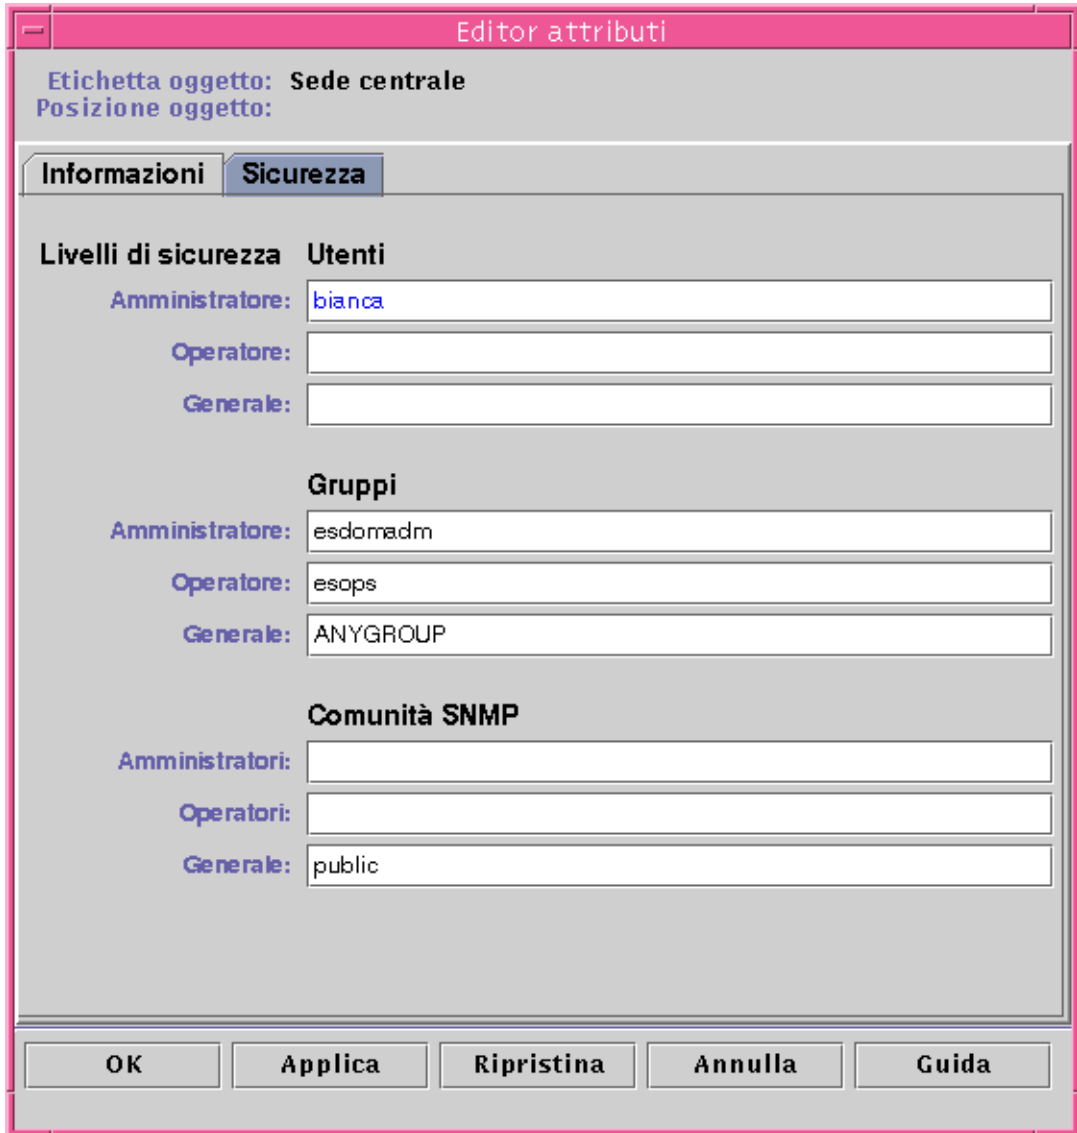 Editor attributi
Etichetta oggetto: Sede centrale
Posizione oggetto:
Informazioni Sicurezza
Livelli di sicurezza Utenti
Amministratore: bianca
Operatore:
Generale:
Gruppi
Amministratore: esdomadm
Operatore: esops
Generale: ANYGROUP
Comunità SNMP
Amministratori:
Operatori:
Generale: public
OK Applica Ripristina Annulla Guida